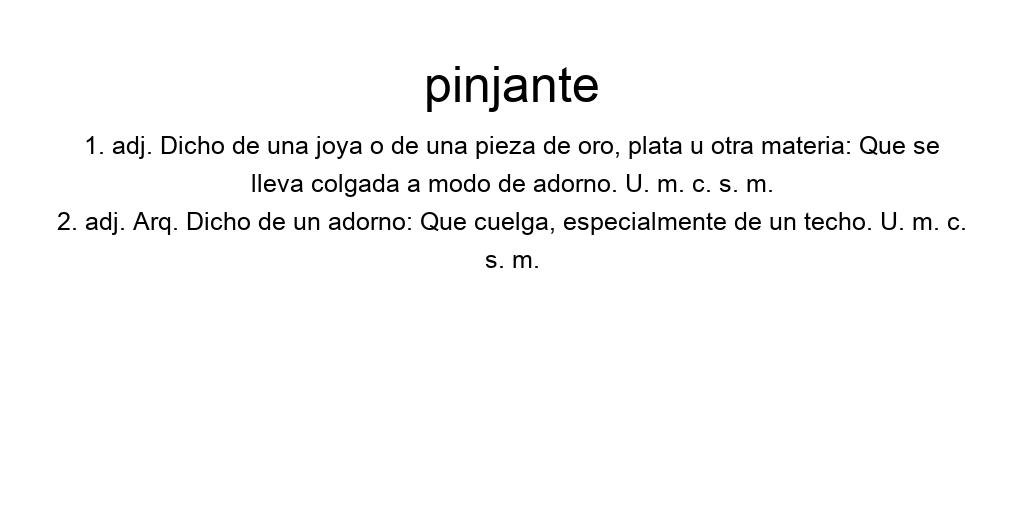 pinjante
1. adj. Dicho de una joya o de una pieza de oro, plata u otra materia: Que se
lleva colgada a modo de adorno. U. m. c. s. m.
2. adj. Arq. Dicho de un adorno: Que cuelga, especialmente de un techo. U. m. c.
s. m.